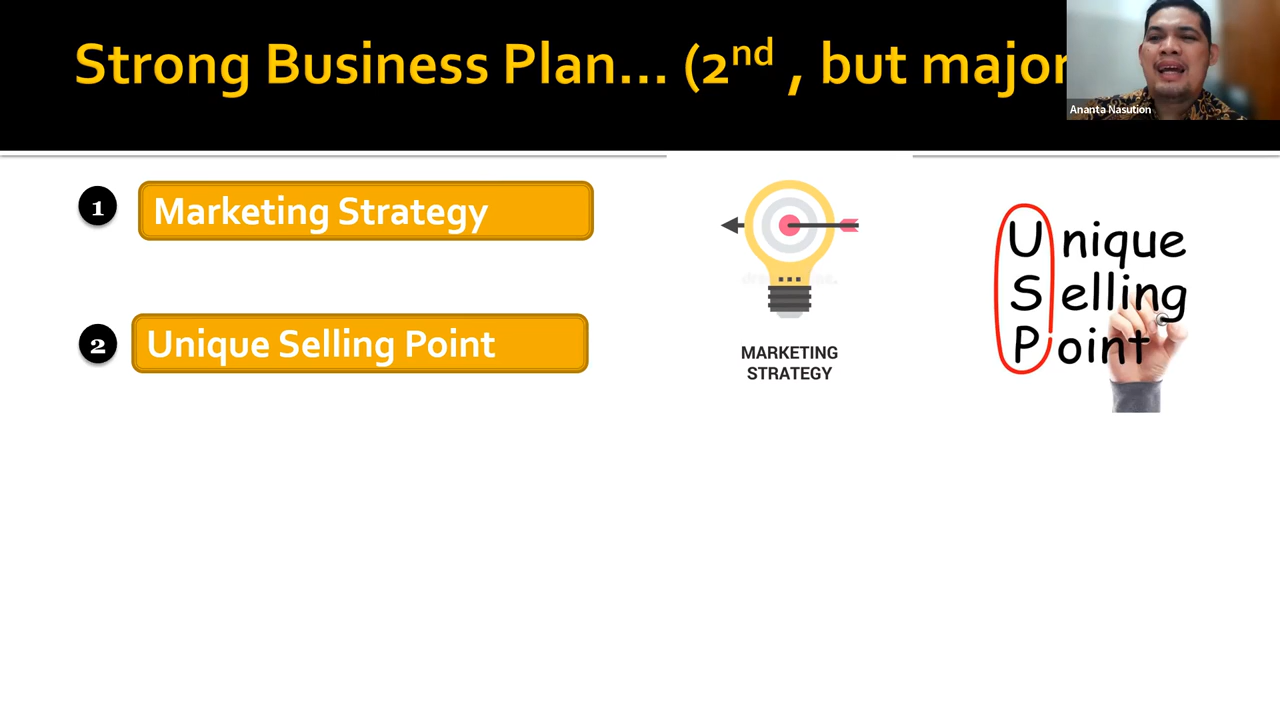 Strong Business Plan... (2nd , but major
Ananta Nasution
1 Marketing Strategy
2 Unique Selling Point
MARKETING
STRATEGY
Unique
Selling
Point